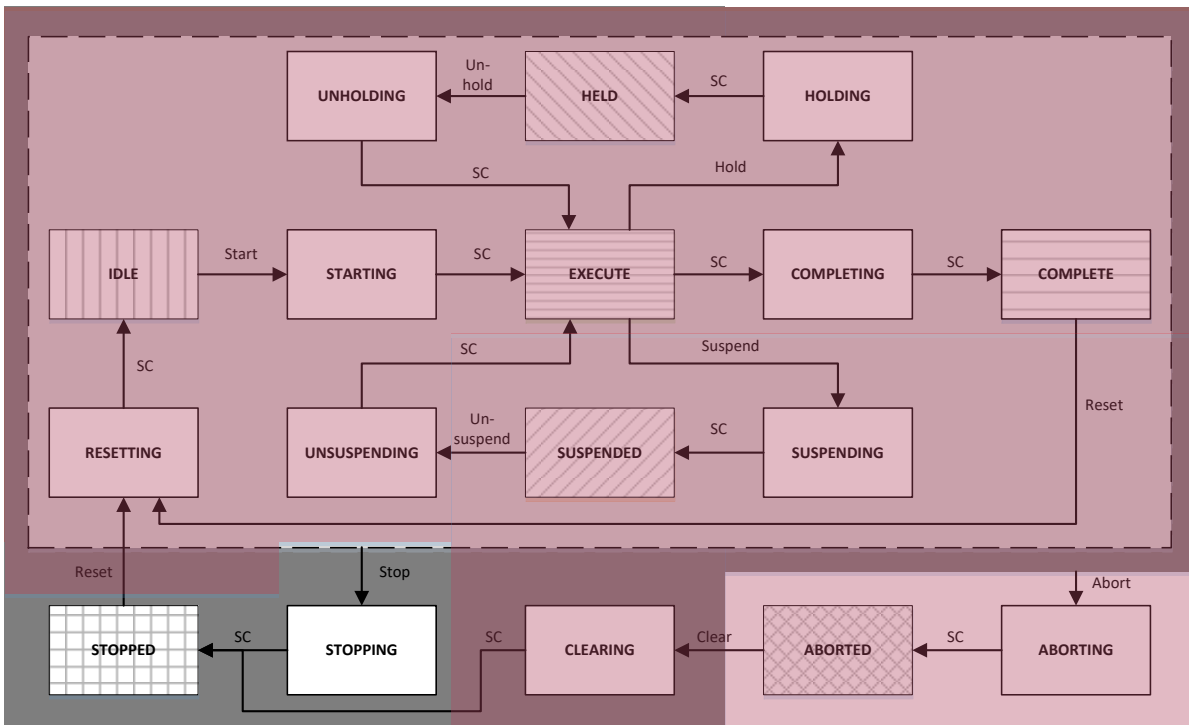 Un-
hold
SC
UNHOLDING
HELD
HOLDING
SC
Hold
Start
SC
SC
SC
IDLE
STARTING
EXECUTE
COMPLETING
COMPLETE
SC
SC
Suspend
Un-
suspend
SC
Reset
RESETTING
UNSUSPENDING
SUSPENDED
SUSPENDING
Reset
Stop
Abort
SC
SC
Clear
SC
STOPPED
STOPPING
CLEARING
ABORTED
ABORTING